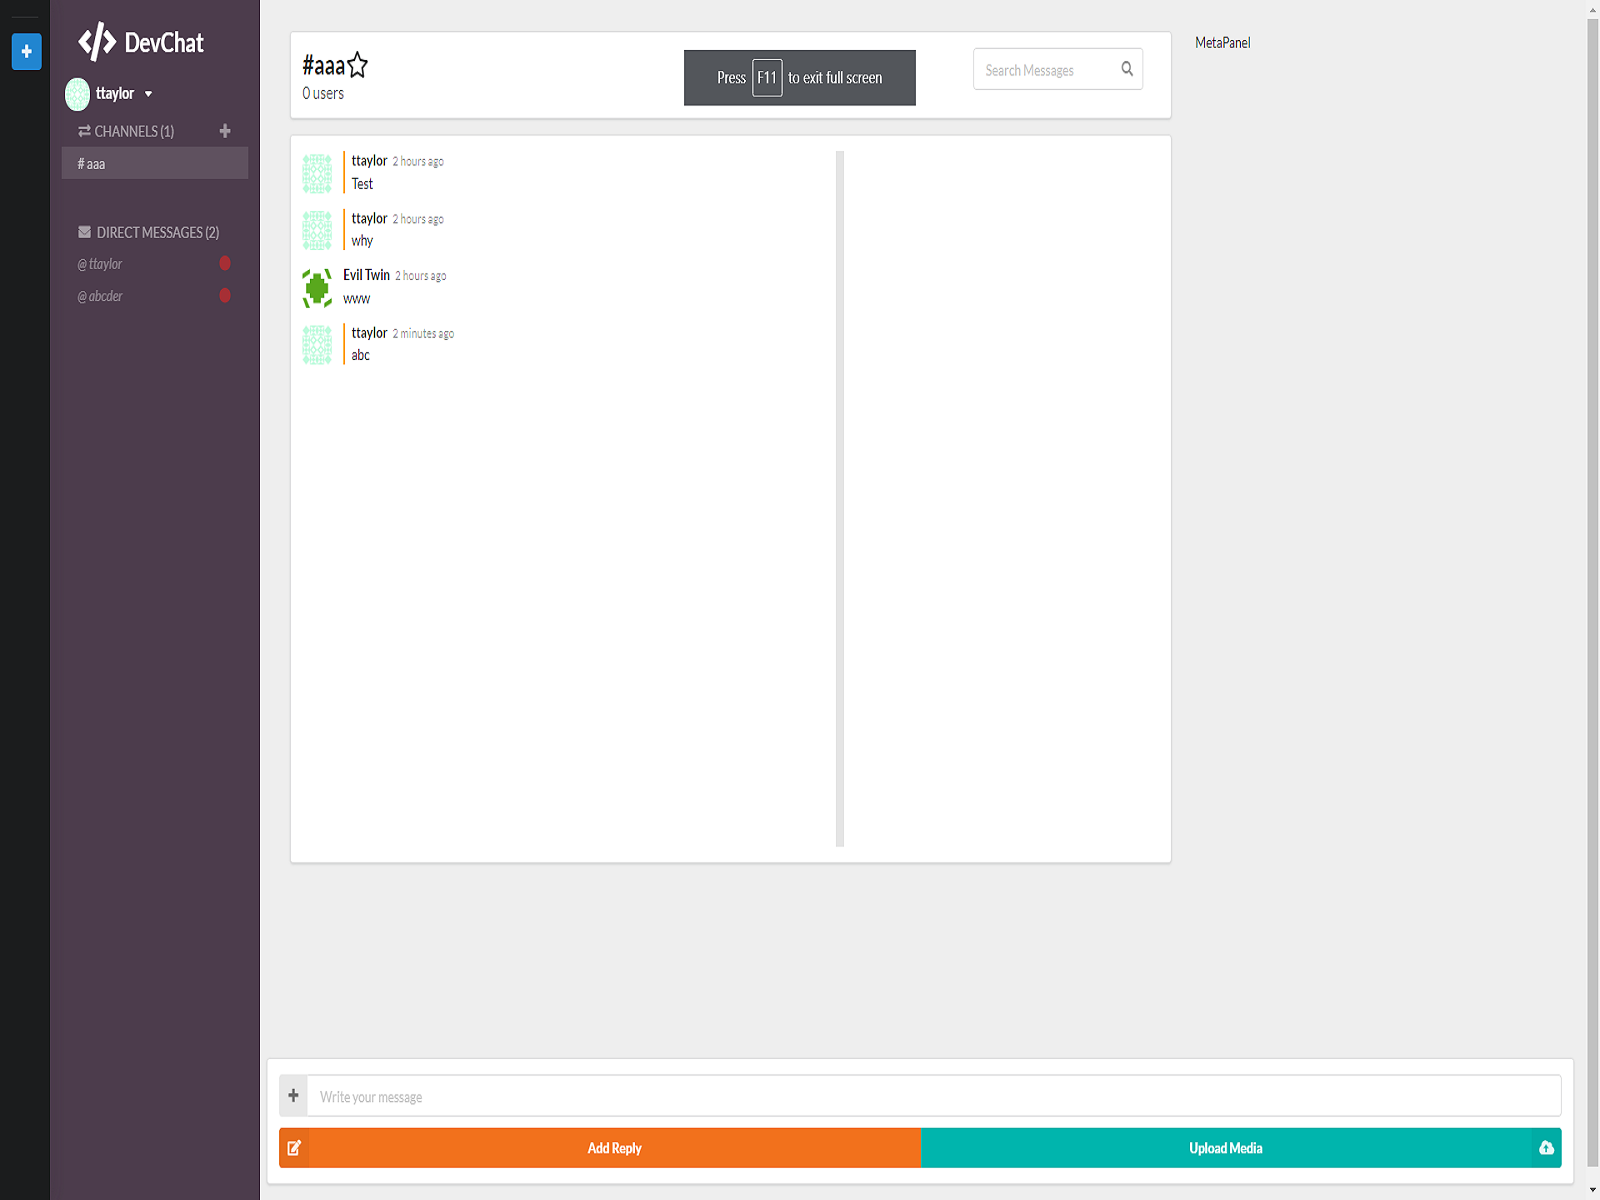 DevChat
ttaylor
CHANNELS (1)
# aaa
DIRECT MESSAGES (2)
@ ttaylor
@ abcder
#aaa
0 users
Press F11 to exit full screen
Search Messages
MetaPanel
ttaylor 2 hours ago
Test
ttaylor 2 hours ago
why
Evil Twin 2 hours ago
www
ttaylor 2 minutes ago
abc
Write your message
Add Reply
Upload Media